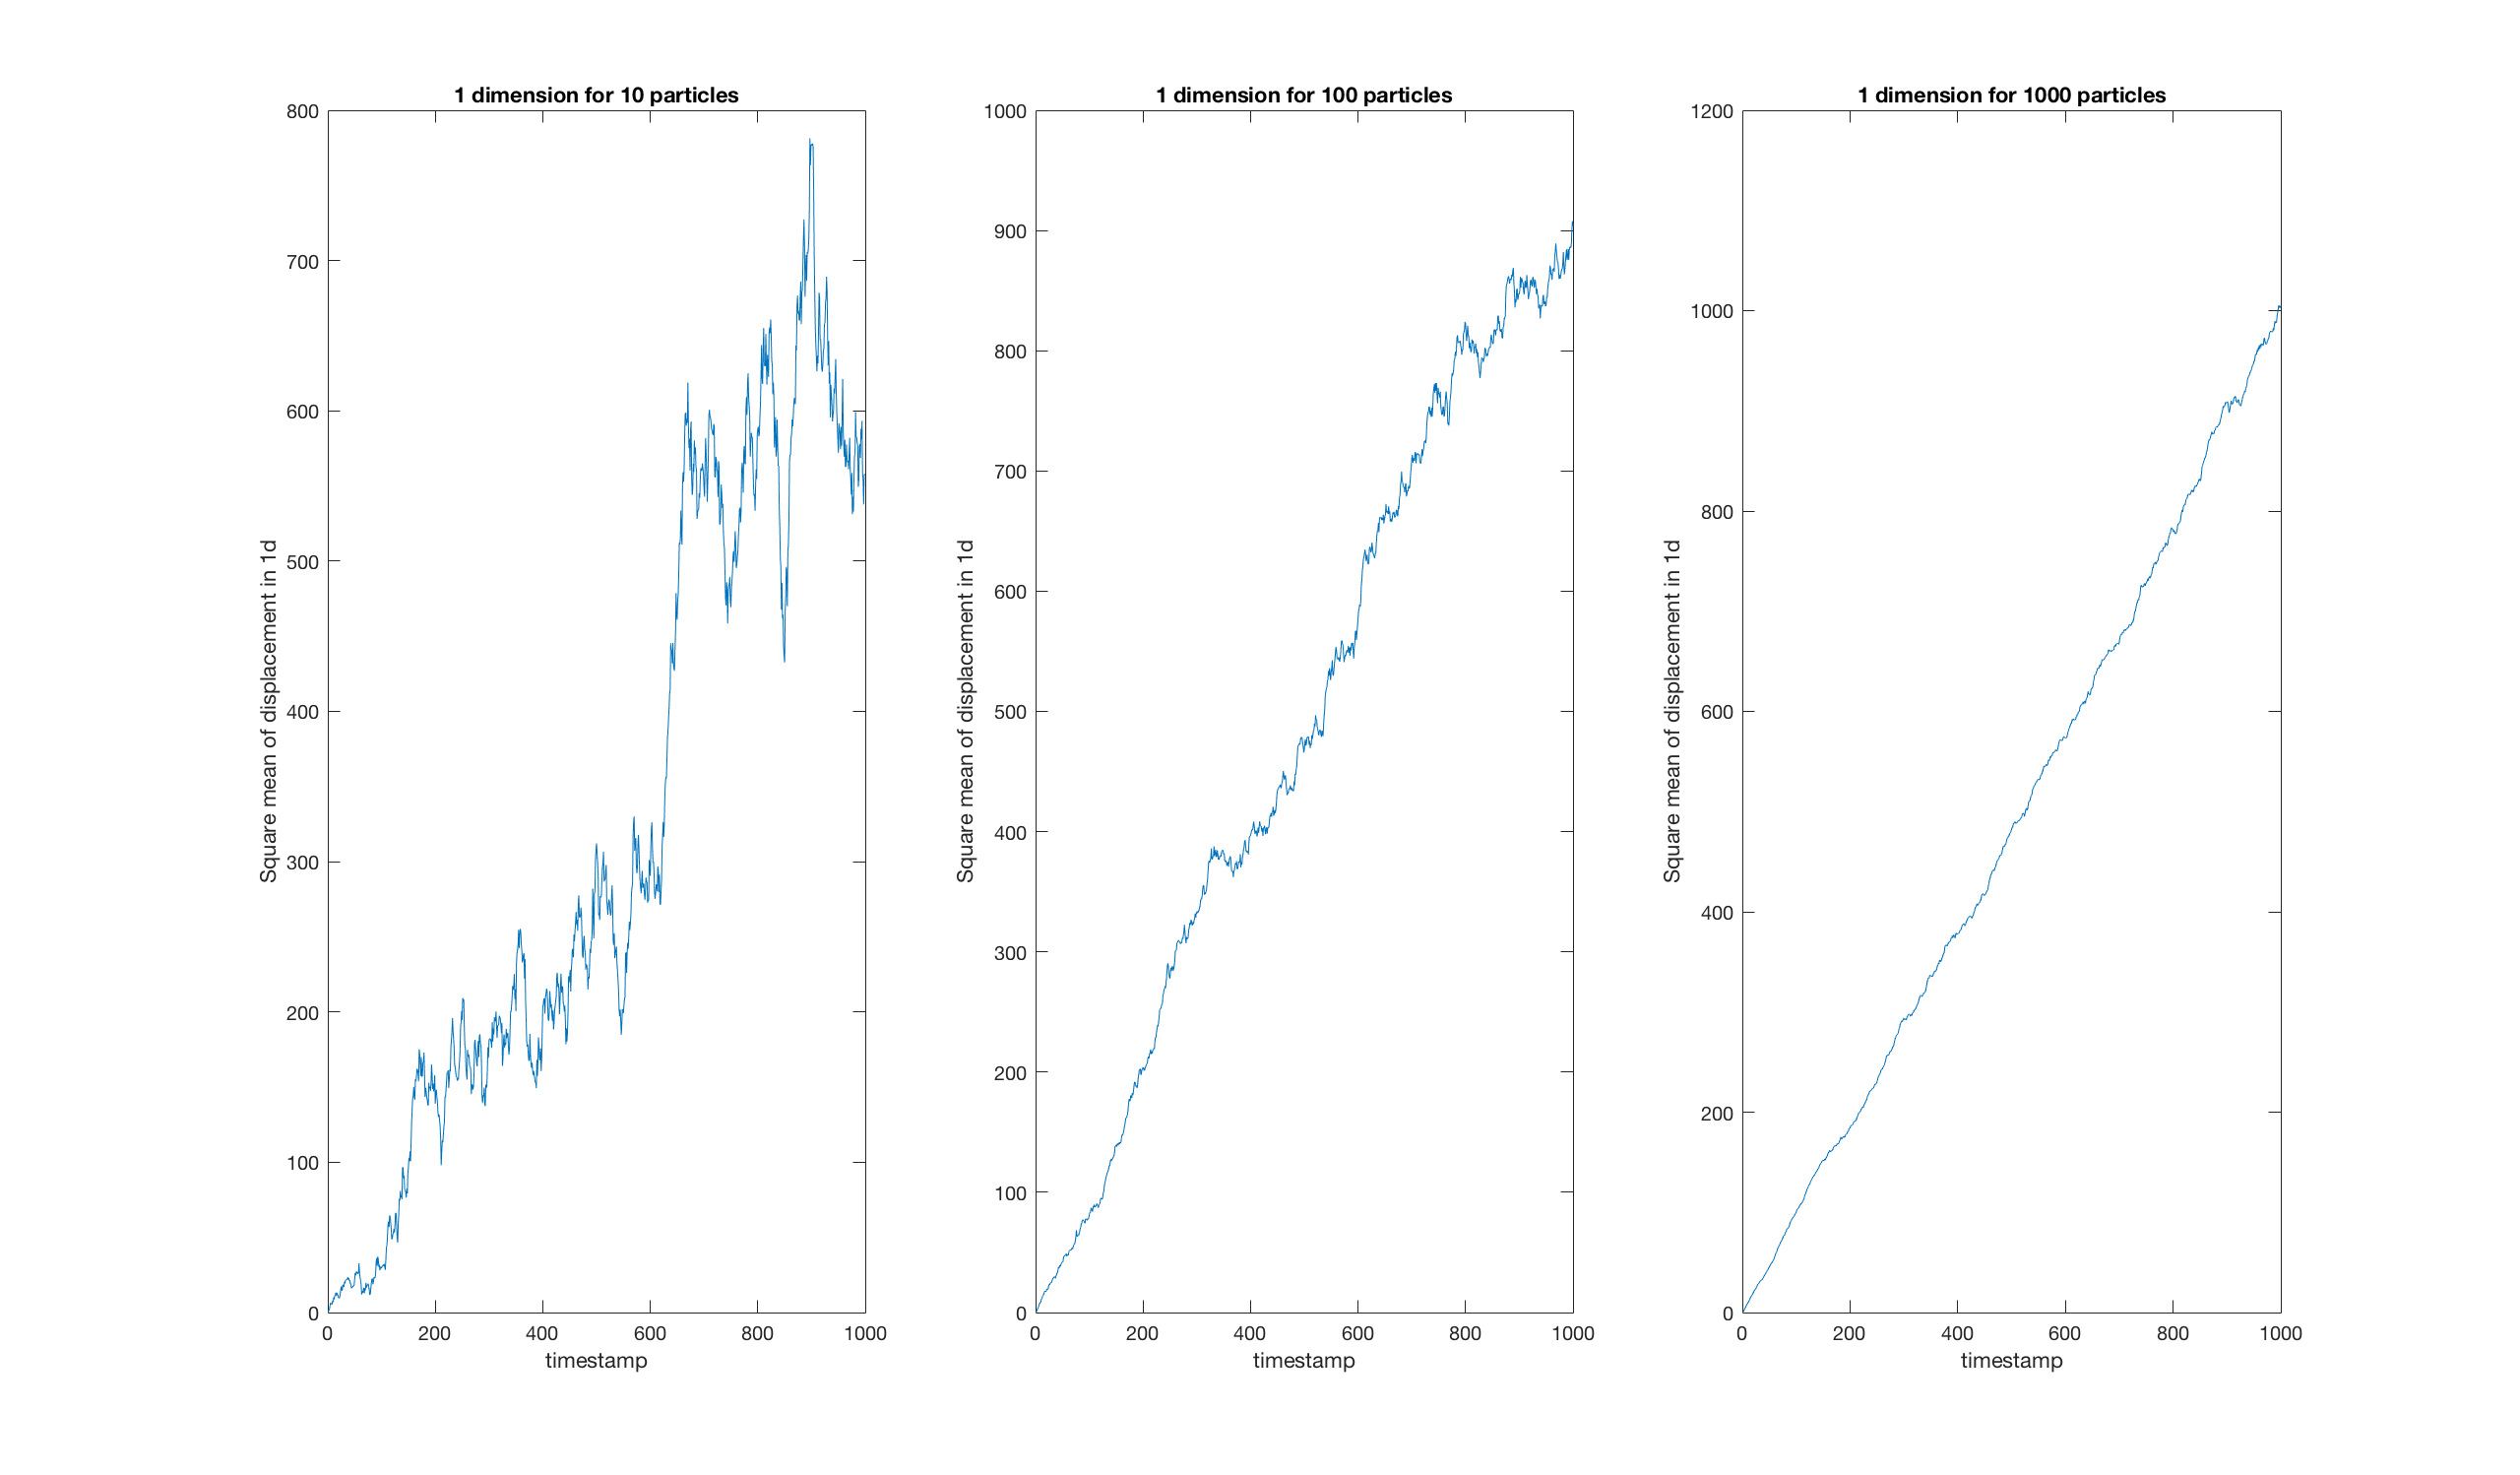 1 dimension for 10 particles
800
700
600
500
400
300
200
100
0
Square mean of displacement in 1d
0 200 400 600 800 1000
timestamp
1 dimension for 100 particles
1000
900
800
700
600
500
400
300
200
100
0
Square mean of displacement in 1d
0 200 400 600 800 1000
timestamp
1 dimension for 1000 particles
1200
1000
800
600
400
200
0
Square mean of displacement in 1d
0 200 400 600 800 1000
timestamp